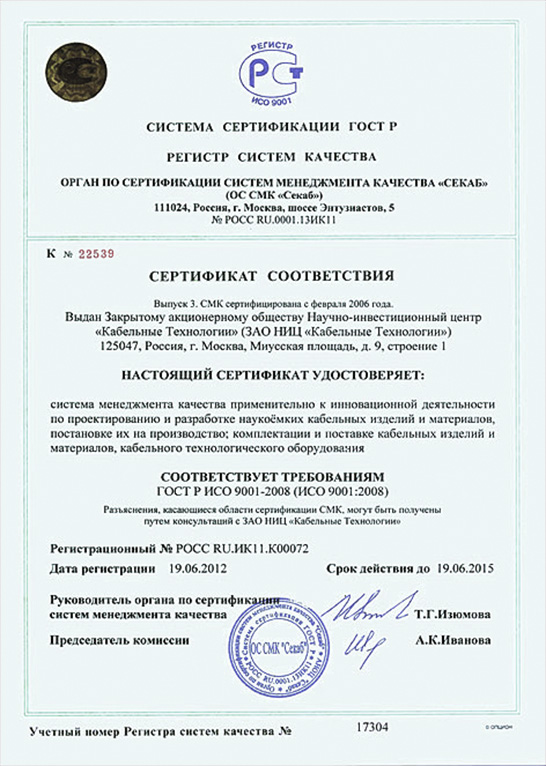 РЕГИСТР
РСТ
ИСО 9001
СИСТЕМА СЕРТИФИКАЦИИ ГОСТ Р
РЕГИСТР СИСТЕМ КАЧЕСТВА
ОРГАН ПО СЕРТИФИКАЦИИ СИСТЕМ МЕНЕДЖМЕНТА КАЧЕСТВА «СЕКАБ»
(ОС СМК «Секаб»)
111024, Россия, г. Москва, шоссе Энтузиастов, 5
№ РОСС RU.0001.13ИК11
К № 22539
СЕРТИФИКАТ СООТВЕТСТВИЯ
Выпуск 3. СМК сертифицирована с февраля 2006 года.
Выдан Закрытому акционерному обществу Научно-инвестиционный центр
«Кабельные Технологии» (ЗАО НИЦ «Кабельные Технологии»)
125047, Россия, г. Москва, Миусская площадь, д. 9, строение 1
НАСТОЯЩИЙ СЕРТИФИКАТ УДОСТОВЕРЯЕТ:
система менеджмента качества применительно к инновационной деятельности
по проектированию и разработке наукоёмких кабельных изделий и материалов,
постановке их на производство; комплектации и поставке кабельных изделий и
материалов, кабельного технологического оборудования
СООТВЕТСТВУЕТ ТРЕБОВАНИЯМ
ГОСТ Р ИСО 9001-2008 (ИСО 9001:2008)
Разъяснения, касающиеся области сертификации СМК, могут быть получены
путем консультаций с ЗАО НИЦ «Кабельные Технологии»
Регистрационный № РОСС RU.ИК11.К00072
Дата регистрации 19.06.2012 Срок действия до 19.06.2015
Руководитель органа по сертификации
систем менеджмента качества Т.Г.Изюмова
Председатель комиссии А.К.Иванова
ОС СМК "Секаб"
РОСС RU.0001.13ИК11
Система сертификации ГОСТ Р
Учетный номер Регистра систем качества № 17304
© ОПЦИОН